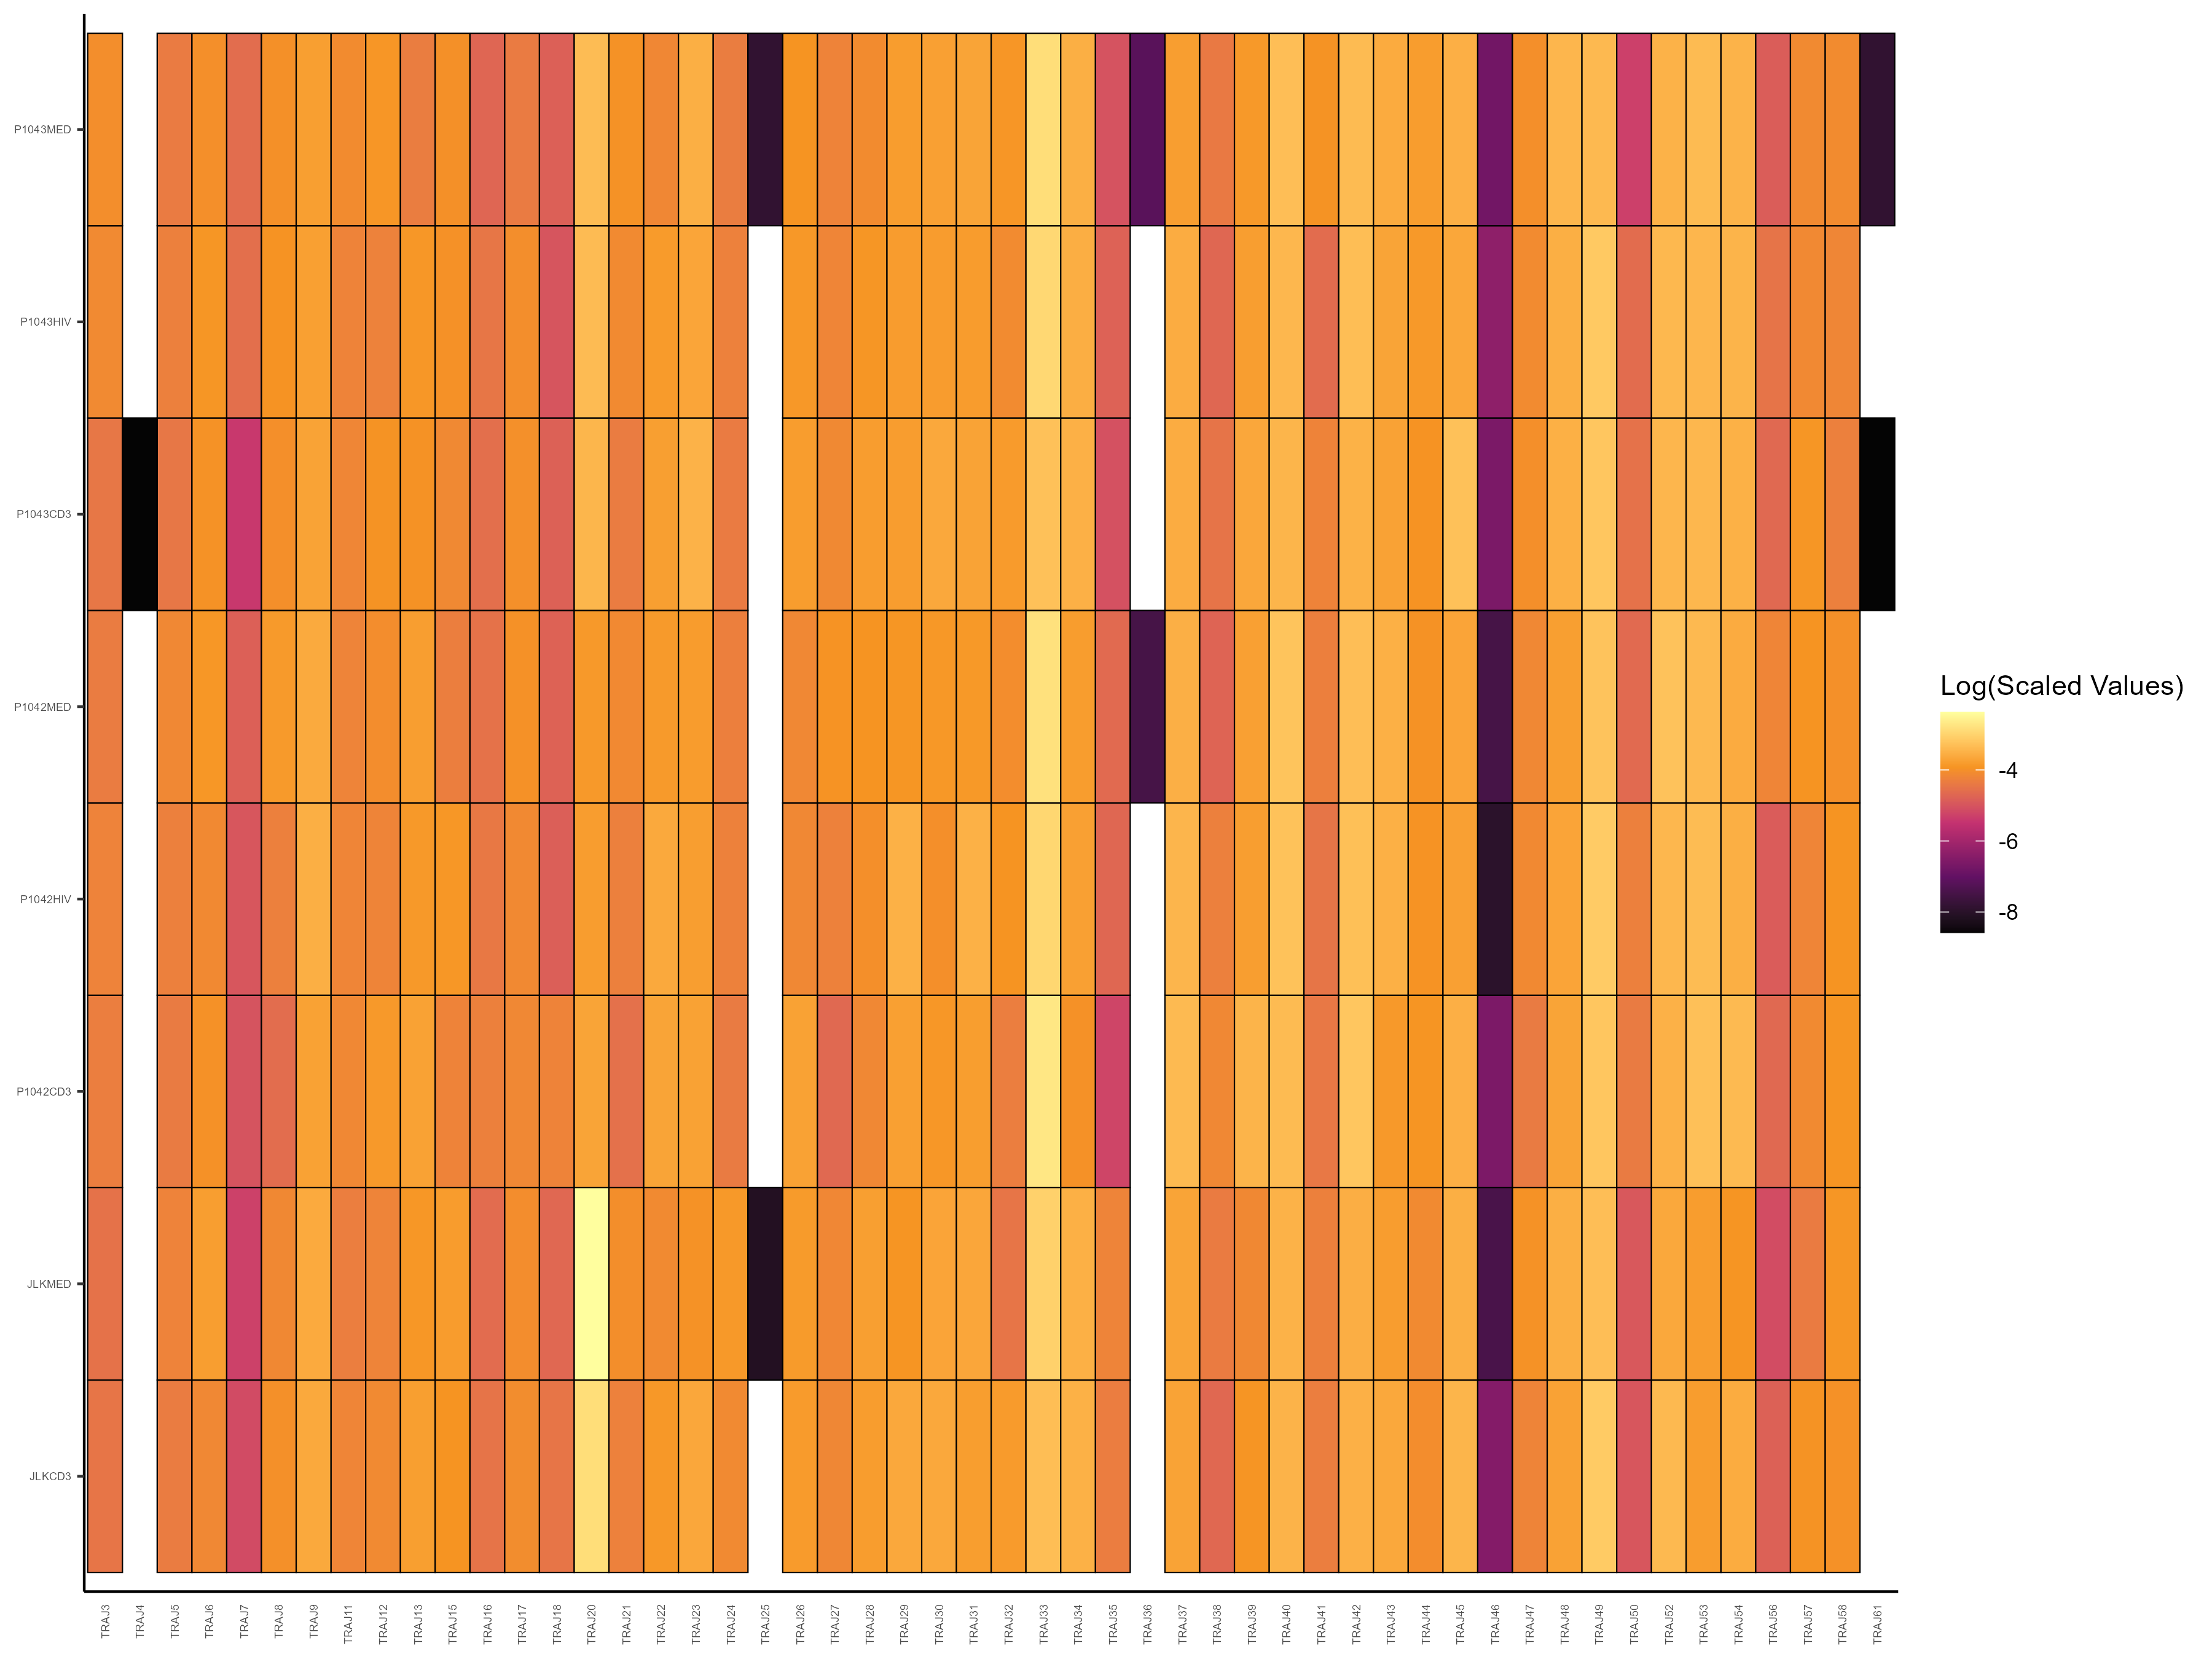 P1043MED
P1043HIV
P1043CD3
P1042MED
P1042HIV
P1042CD3
JLKMED
JLKCD3
TRAJ3
TRAJ4
TRAJ5
TRAJ6
TRAJ7
TRAJ8
TRAJ9
TRAJ11
TRAJ12
TRAJ13
TRAJ15
TRAJ16
TRAJ17
TRAJ18
TRAJ20
TRAJ21
TRAJ22
TRAJ23
TRAJ24
TRAJ25
TRAJ26
TRAJ27
TRAJ28
TRAJ29
TRAJ30
TRAJ31
TRAJ32
TRAJ33
TRAJ34
TRAJ35
TRAJ36
TRAJ37
TRAJ38
TRAJ39
TRAJ40
TRAJ41
TRAJ42
TRAJ43
TRAJ44
TRAJ45
TRAJ46
TRAJ47
TRAJ48
TRAJ49
TRAJ50
TRAJ52
TRAJ53
TRAJ54
TRAJ56
TRAJ57
TRAJ58
TRAJ61
Log(Scaled Values)
-4
-6
-8